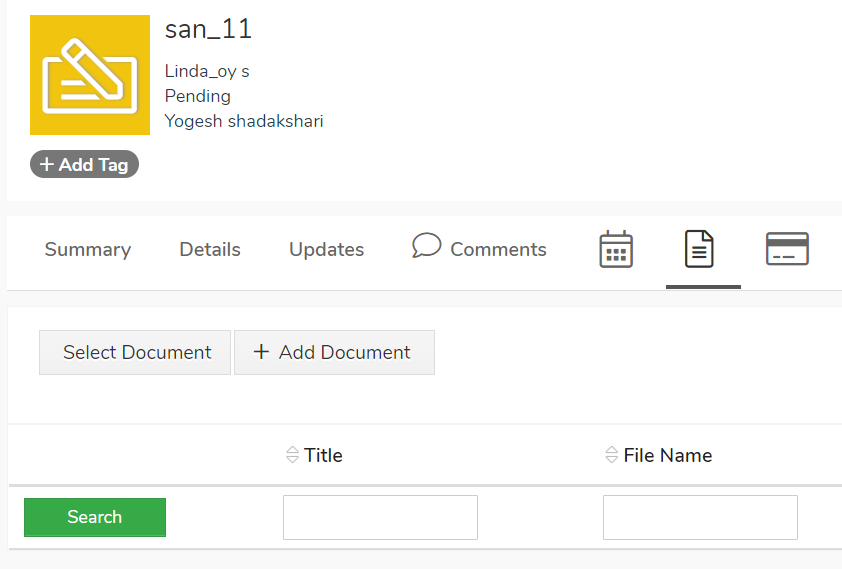 san_11
Linda_oy s
Pending
Yogesh shadakshari
+ Add Tag
Summary Details Updates Comments
Select Document + Add Document
Title File Name
Search